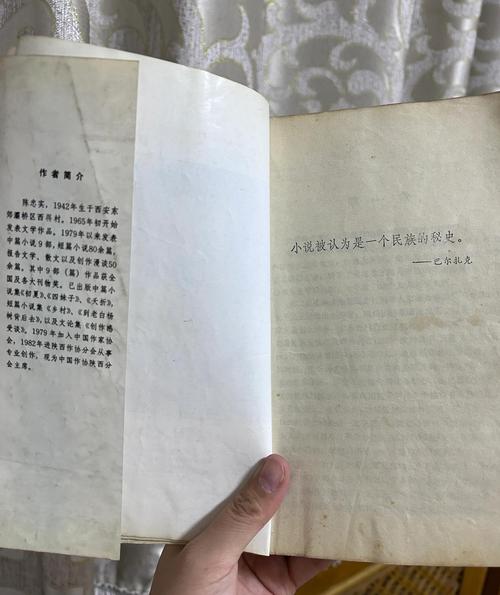 作者简介
陈忠实，1942年生于西安东
郊灞桥区西蒋村。1965年初开始
发表文学作品。1979年以来发表
中篇小说9部，短篇小说80余篇，
报告文学、散文以及创作漫谈50
余篇，其中9部（篇）作品获全
国及各大刊物奖。已出版中篇小
说集《初夏》、《四妹子》、《夭折》，
短篇小说集《乡村》、《到老白杨
树背后去》，以及文论集《创作感
受谈》。1979年加入中国作家协
会，1982年进陕西作协分会从事
专业创作，现为中国作协陕西分
会主席。
小说被认为是一个民族的秘史。
——巴尔扎克